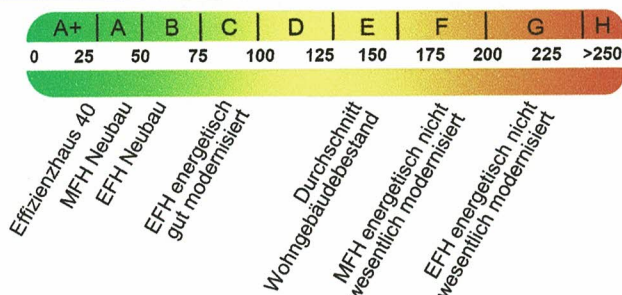 A+ A B C D E F G H
0 25 50 75 100 125 150 175 200 225 >250
Effizienzhaus 40
MFH Neubau
EFH Neubau
EFH energetisch
gut modernisiert
Durchschnitt
Wohngebäudebestand
MFH energetisch nicht
wesentlich modernisiert
EFH energetisch nicht
wesentlich modernisiert